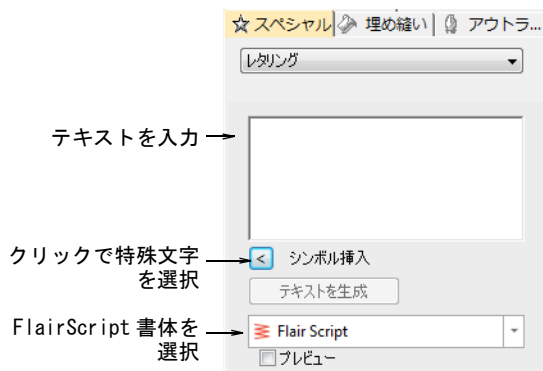 スペシャル 埋め縫い アウトラ...
レタリング
テキストを入力
クリックで特殊文字
を選択
< シンボル挿入
テキストを生成
FlairScript 書体を
選択
Flair Script
プレビュー